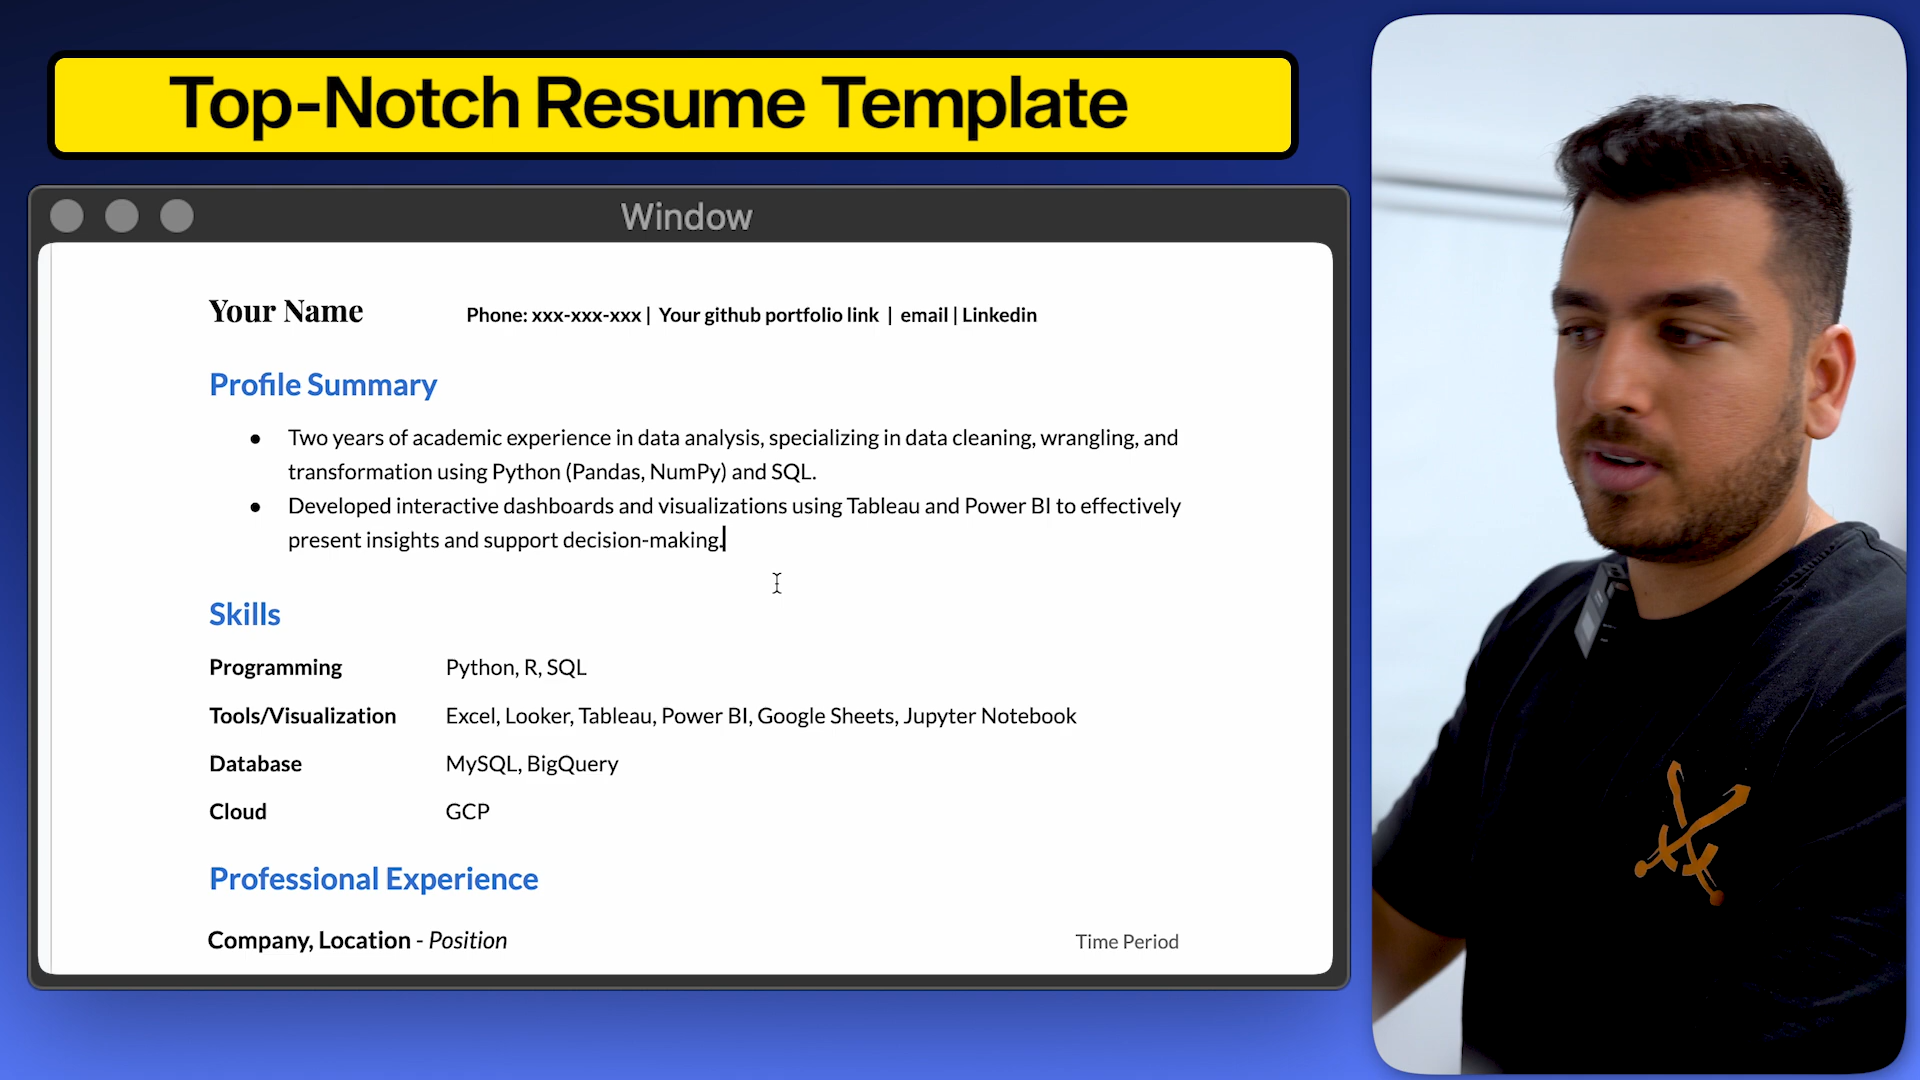 Top-Notch Resume Template
Window
Your Name
Phone: xxx-xxx-xxx | Your github portfolio link | email | Linkedin
Profile Summary
● Two years of academic experience in data analysis, specializing in data cleaning, wrangling, and
transformation using Python (Pandas, NumPy) and SQL.
● Developed interactive dashboards and visualizations using Tableau and Power BI to effectively
present insights and support decision-making.
Skills
Programming Python, R, SQL
Tools/Visualization Excel, Looker, Tableau, Power BI, Google Sheets, Jupyter Notebook
Database MySQL, BigQuery
Cloud GCP
Professional Experience
Company, Location - Position Time Period